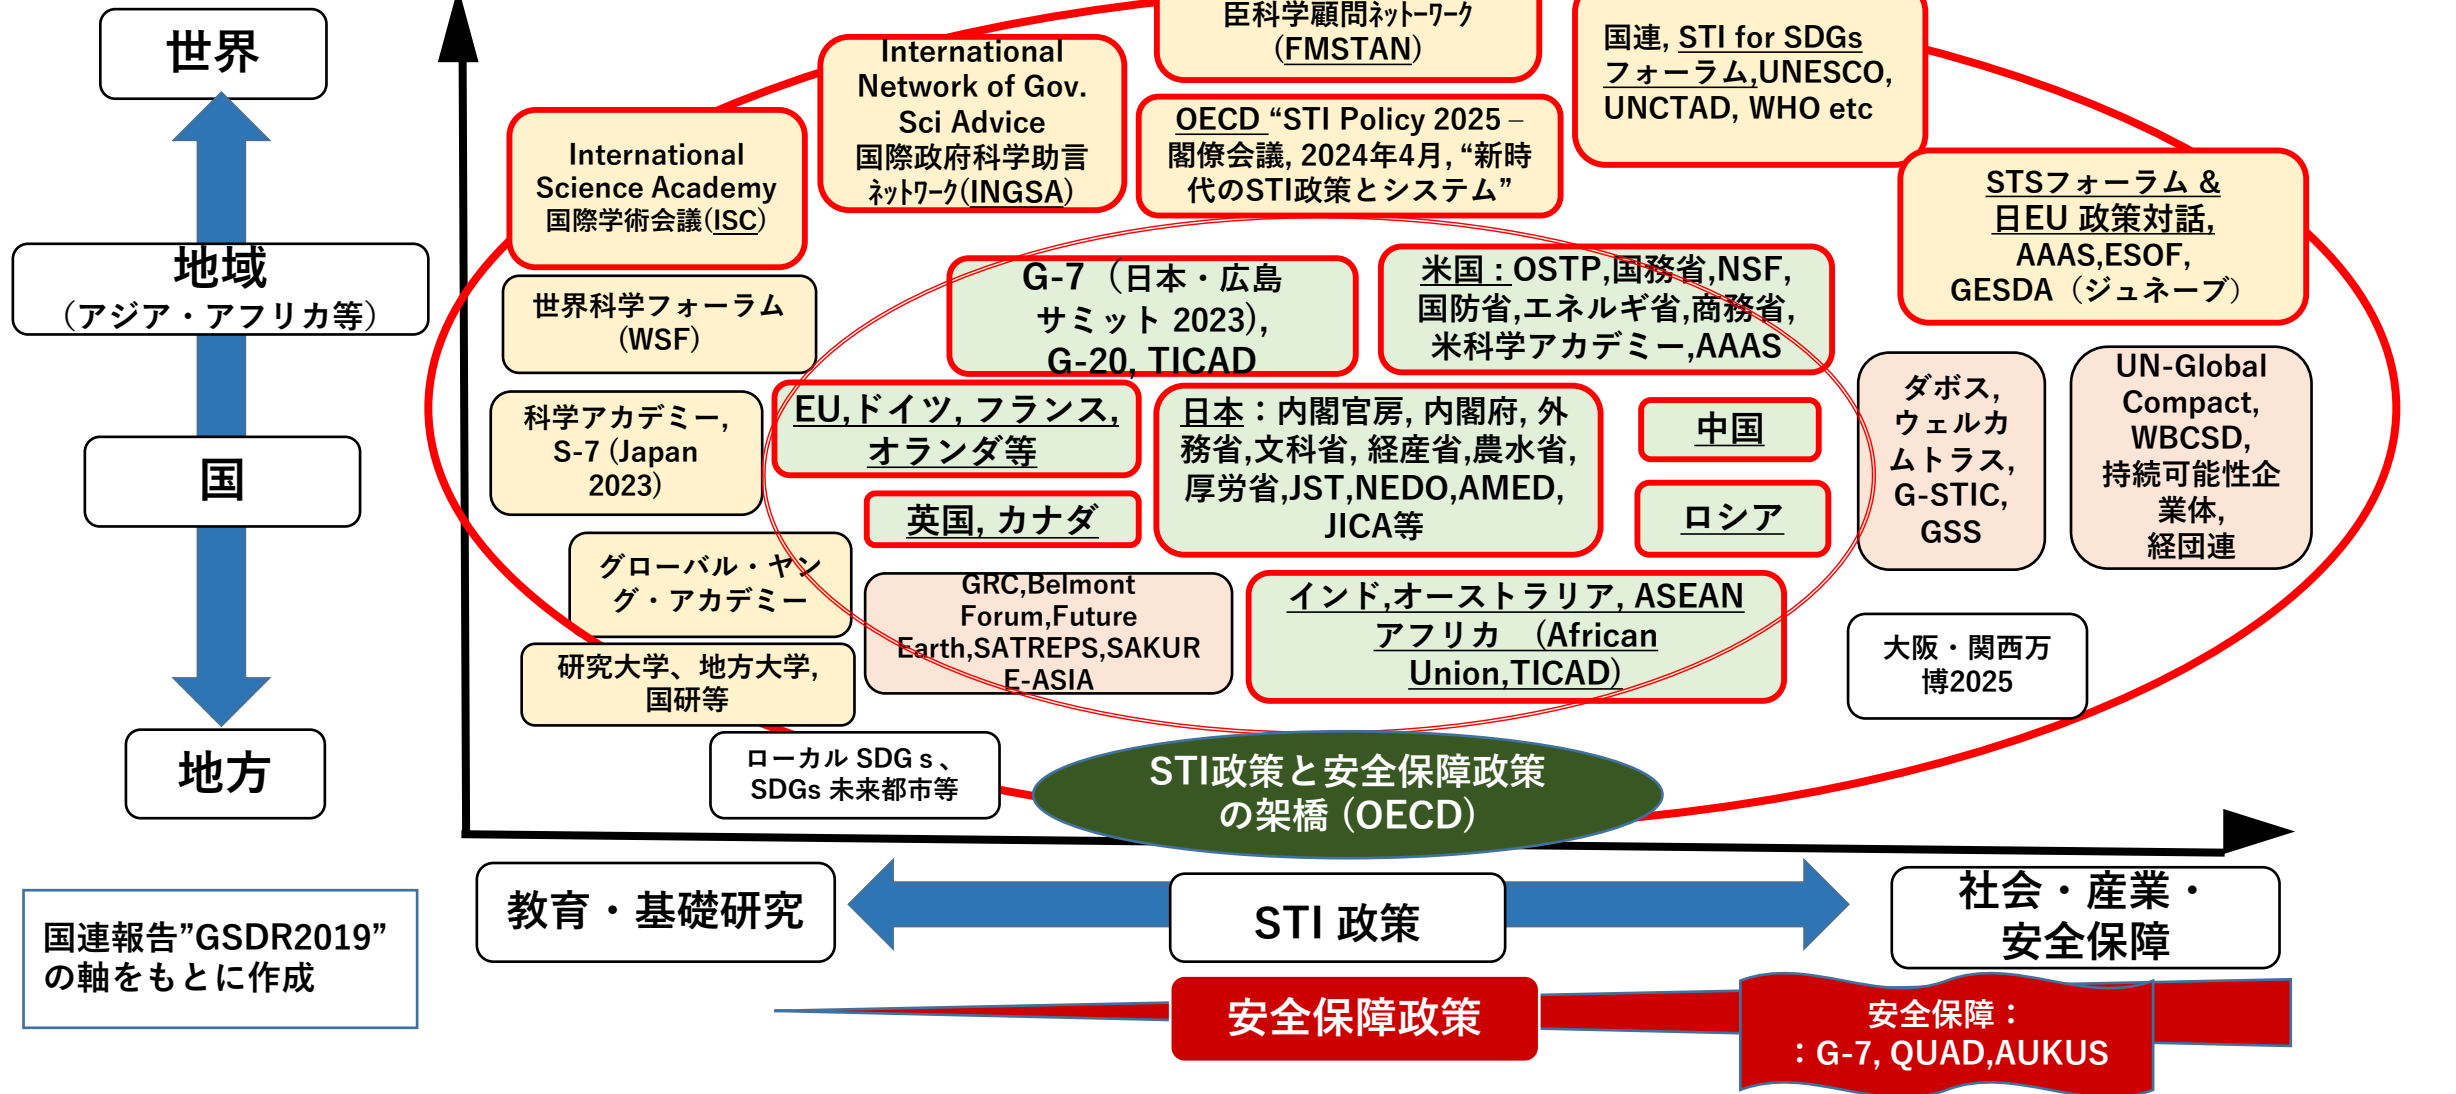 世界
地域
（アジア・アフリカ等）
国
地方
国連報告”GSDR2019”
の軸をもとに作成
臣科学顧問ﾈｯﾄｰﾜｰｸ
(FMSTAN)
International
Network of Gov.
Sci Advice
国際政府科学助言
ﾈｯﾄﾜｰｸ(INGSA)
国連, STI for SDGs
フォーラム,UNESCO,
UNCTAD, WHO etc
International
Science Academy
国際学術会議(ISC)
OECD “STI Policy 2025 –
閣僚会議, 2024年4月, “新時
代のSTI政策とシステム”
STSフォーラム &
日EU 政策対話,
AAAS,ESOF,
GESDA（ジュネーブ）
世界科学フォーラム
(WSF)
G-7（日本・広島
サミット 2023),
G-20, TICAD
米国：OSTP,国務省,NSF,
国防省,エネルギ省,商務省,
米科学アカデミー,AAAS
科学アカデミー,
S-7 (Japan
2023)
EU,ドイツ, フランス,
オランダ等
日本：内閣官房, 内閣府, 外
務省,文科省, 経産省,農水省,
厚労省,JST,NEDO,AMED,
JICA等
中国
ロシア
ダボス,
ウェルカ
ムトラス,
G-STIC,
GSS
UN-Global
Compact,
WBCSD,
持続可能性企
業体,
経団連
英国, カナダ
グローバル・ヤン
グ・アカデミー
GRC,Belmont
Forum,Future
Earth,SATREPS,SAKUR
E-ASIA
インド,オーストラリア, ASEAN
アフリカ （African
Union,TICAD)
研究大学、地方大学,
国研等
大阪・関西万
博2025
ローカル SDGｓ、
SDGs 未来都市等
STI政策と安全保障政策
の架橋 (OECD)
教育・基礎研究
STI 政策
社会・産業・
安全保障
安全保障政策
安全保障：
：G-7, QUAD,AUKUS